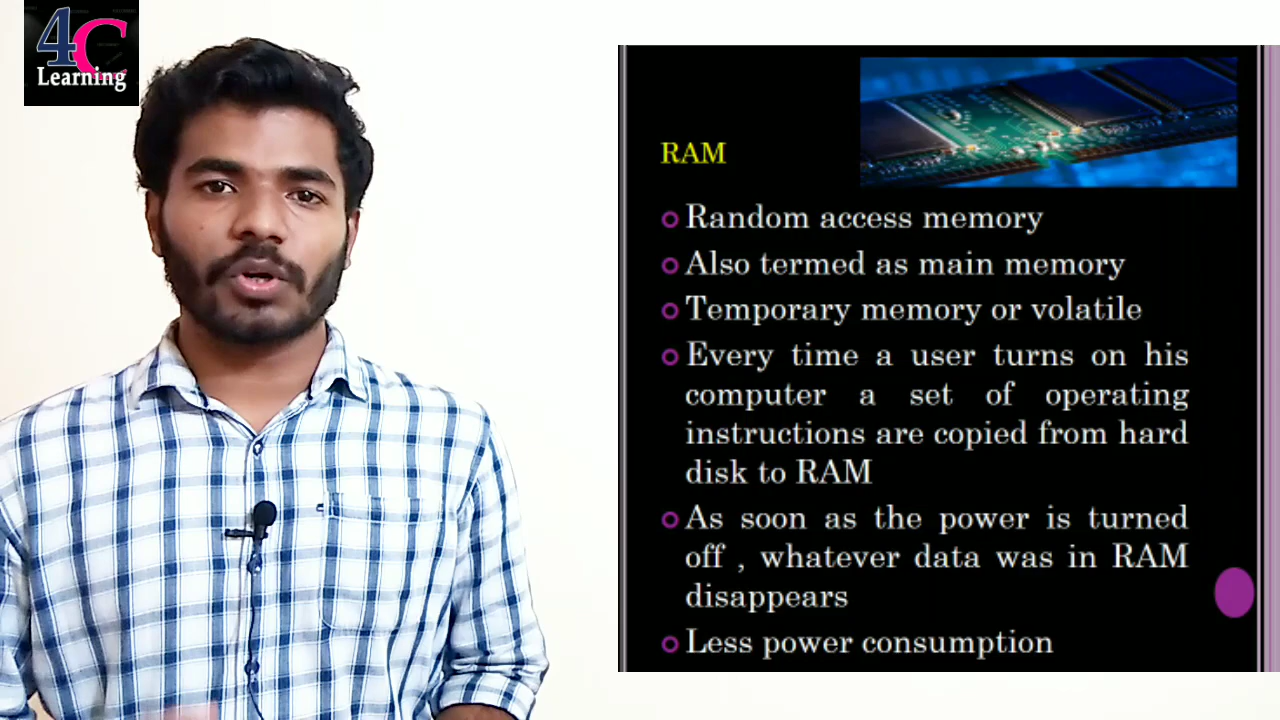 4C
Learning
RAM
Random access memory
Also termed as main memory
Temporary memory or volatile
Every time a user turns on his
computer a set of operating
instructions are copied from hard
disk to RAM
As soon as the power is turned
off , whatever data was in RAM
disappears
Less power consumption